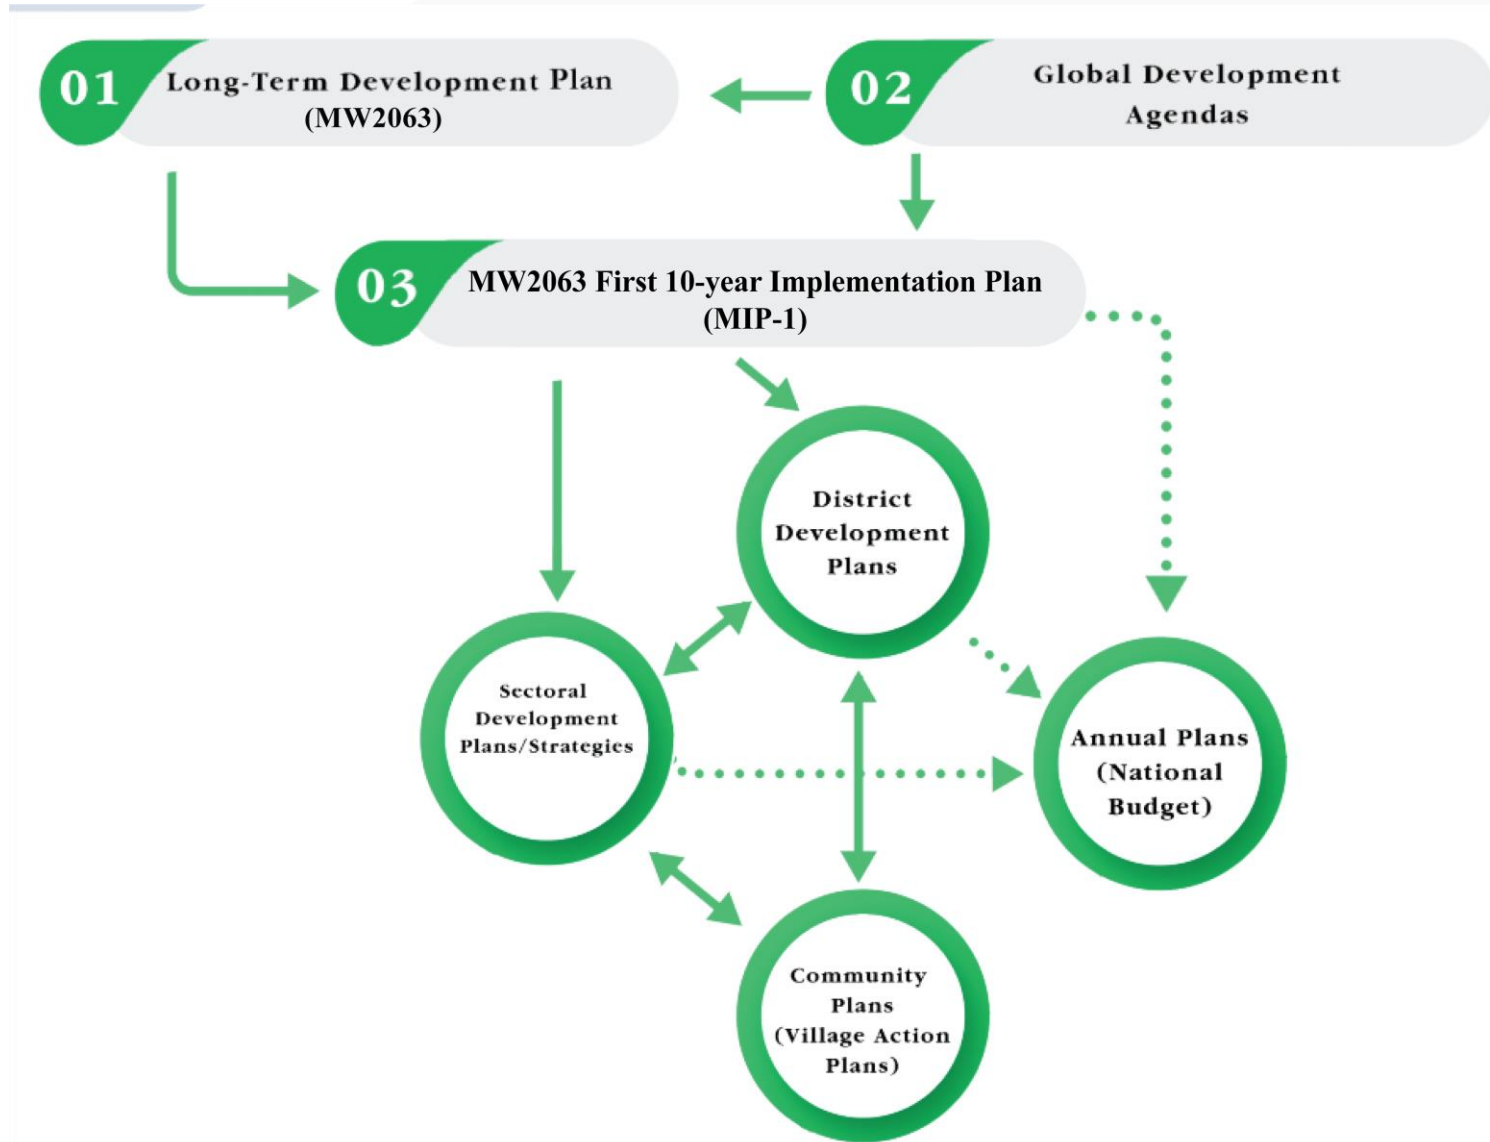 01
Long-Term Development Plan
(MW2063)
02
Global Development
Agendas
03
MW2063 First 10-year Implementation Plan
(MIP-1)
District
Development
Plans
Sectoral
Development
Plans/Strategies
Annual Plans
(National
Budget)
Community
Plans
(Village Action
Plans)